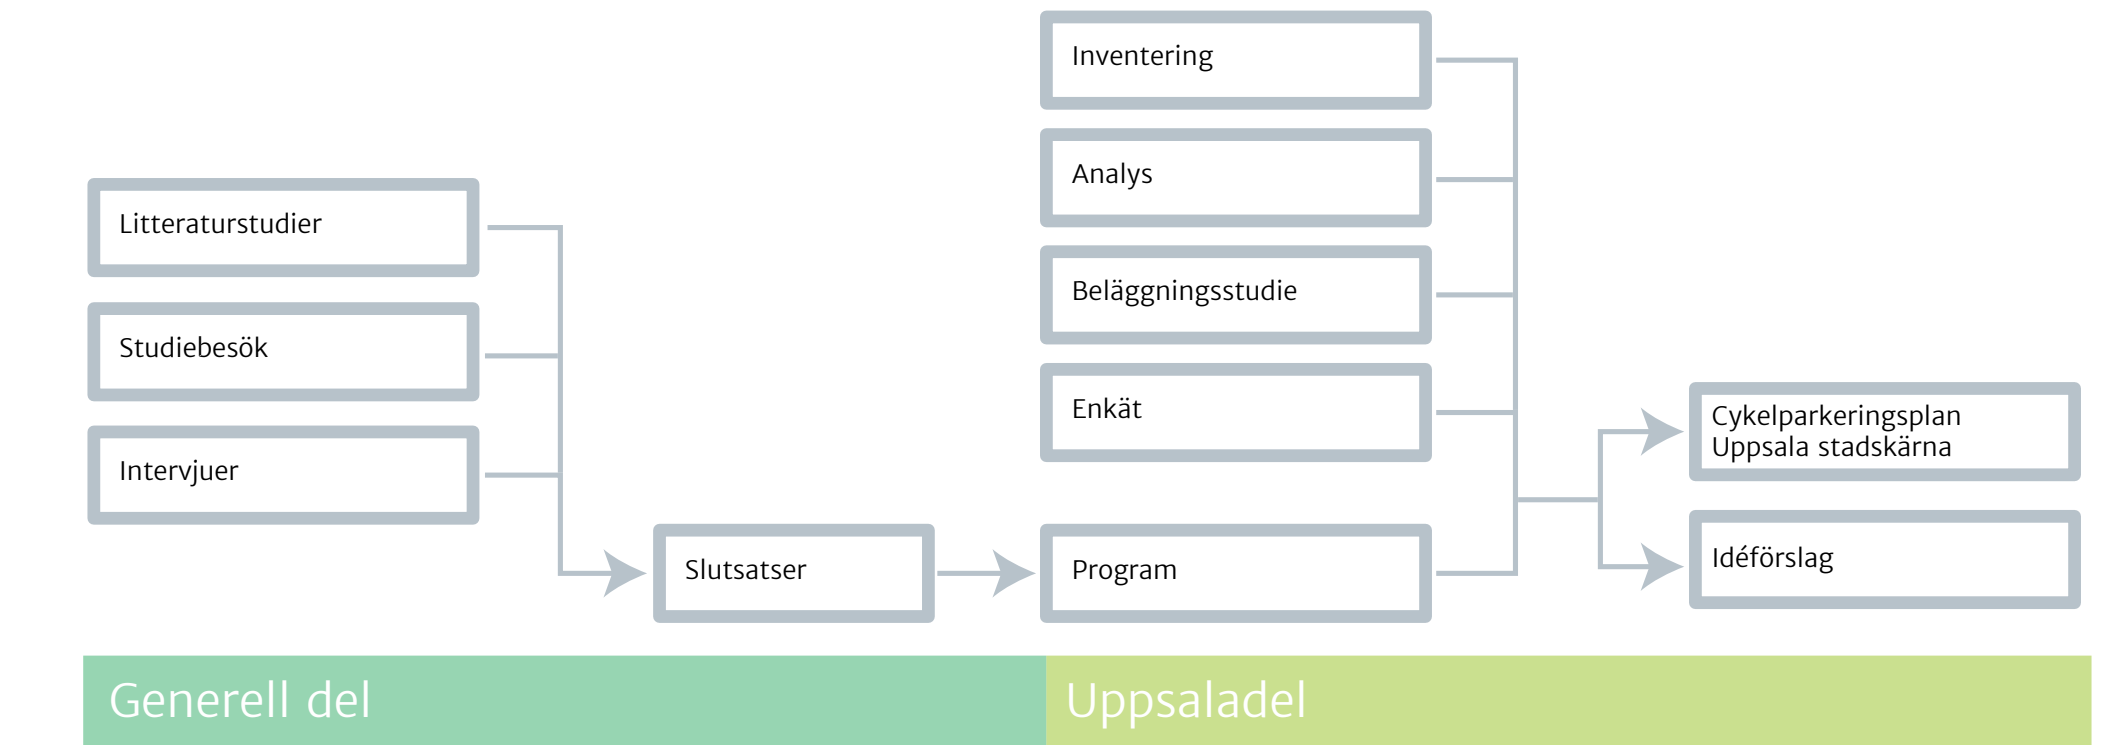 Litteraturstudier
Studiebesök
Intervjuer
Slutsatser
Inventering
Analys
Beläggningsstudie
Enkät
Program
Cykelparkeringsplan
Uppsala stadskärna
Idéförslag
Generell del
Uppsaladel